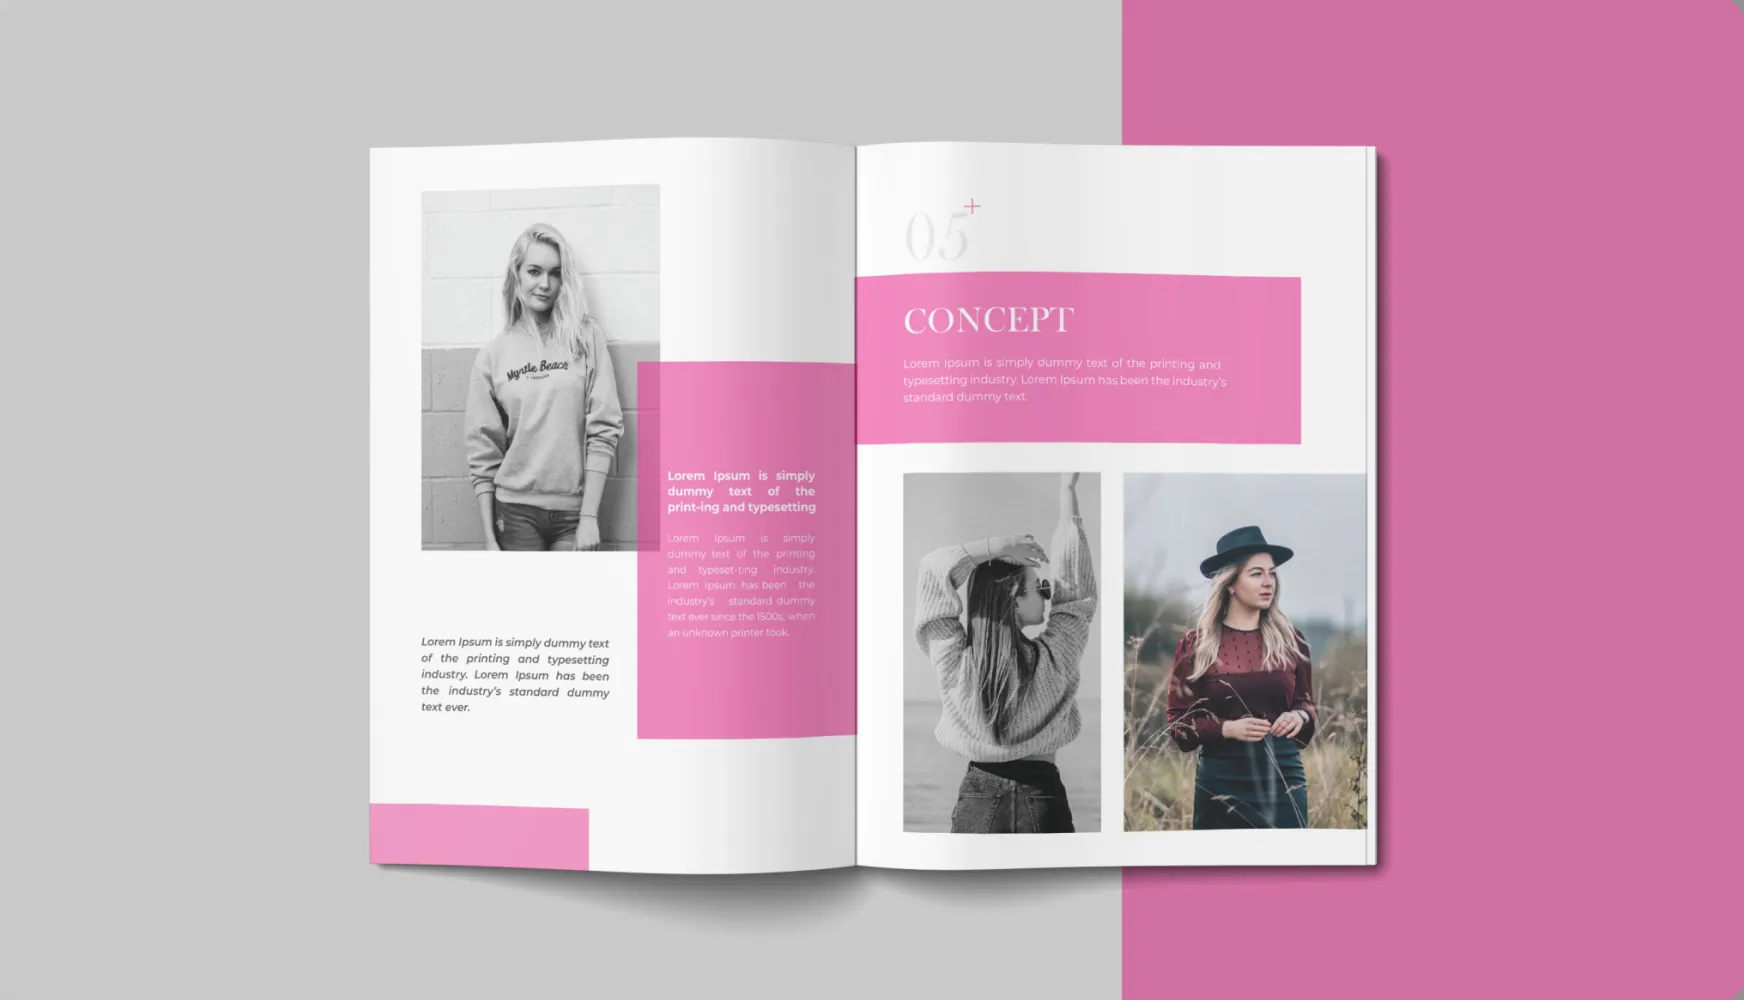 Myrtle Beach
Lorem Ipsum is simply
dummy text of the
print-ing and typesetting
Lorem Ipsum is simply
dummy text of the printing
and typeset-ting industry.
Lorem Ipsum has been the
industry's standard dummy
text ever since the 1500s, when
an unknown printer took.
Lorem Ipsum is simply dummy text
of the printing and typesetting
industry. Lorem Ipsum has been
the industry's standard dummy
text ever.
05+
CONCEPT
Lorem Ipsum is simply dummy text of the printing and
typesetting industry. Lorem Ipsum has been the industry's
standard dummy text.